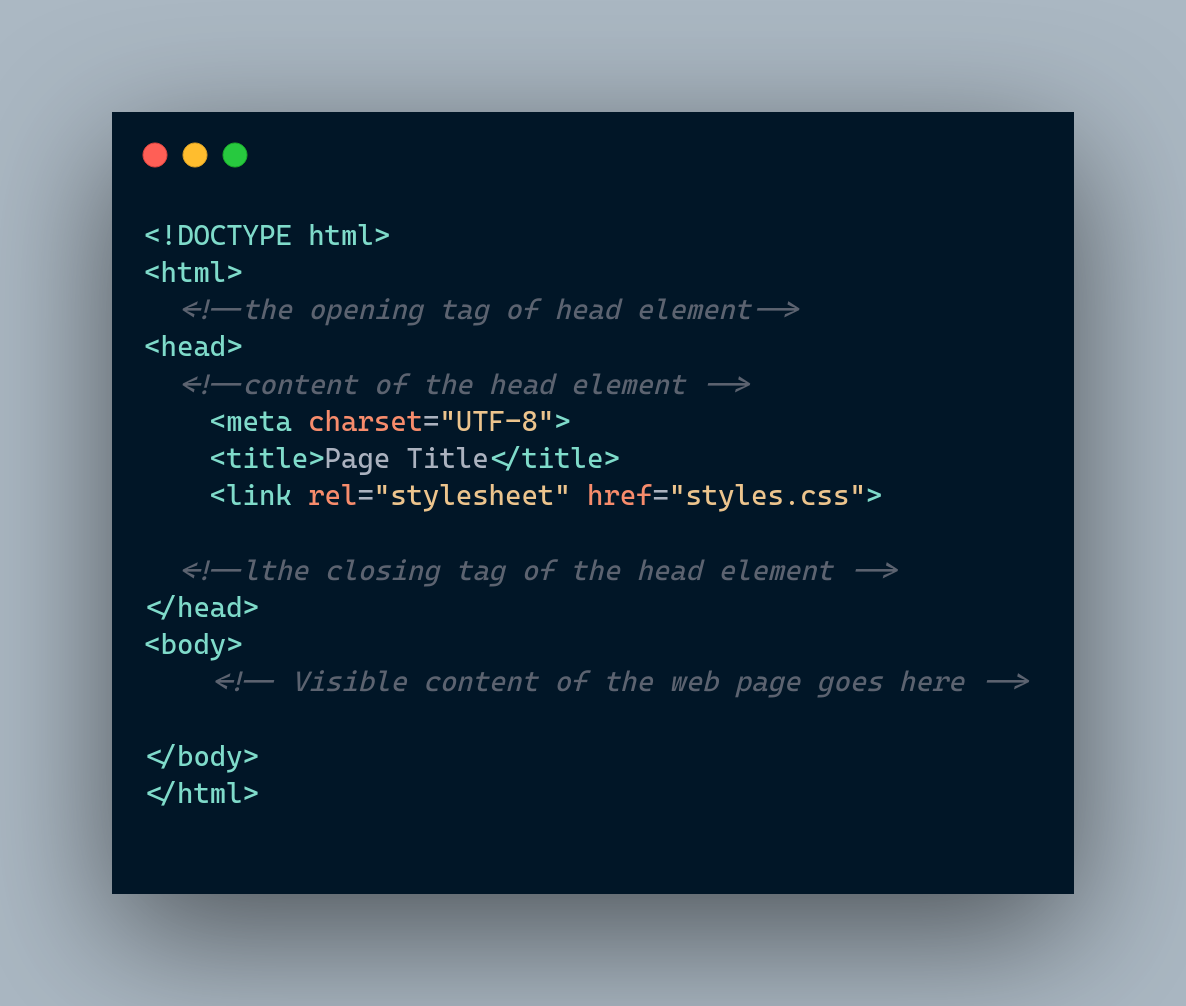 <!DOCTYPE html>
<html>
<!--the opening tag of head element-->
<head>
<!--content of the head element -->
<meta charset="UTF-8">
<title>Page Title</title>
<link rel="stylesheet" href="styles.css">
<!--lthe closing tag of the head element -->
</head>
<body>
<!-- Visible content of the web page goes here -->
</body>
</html>